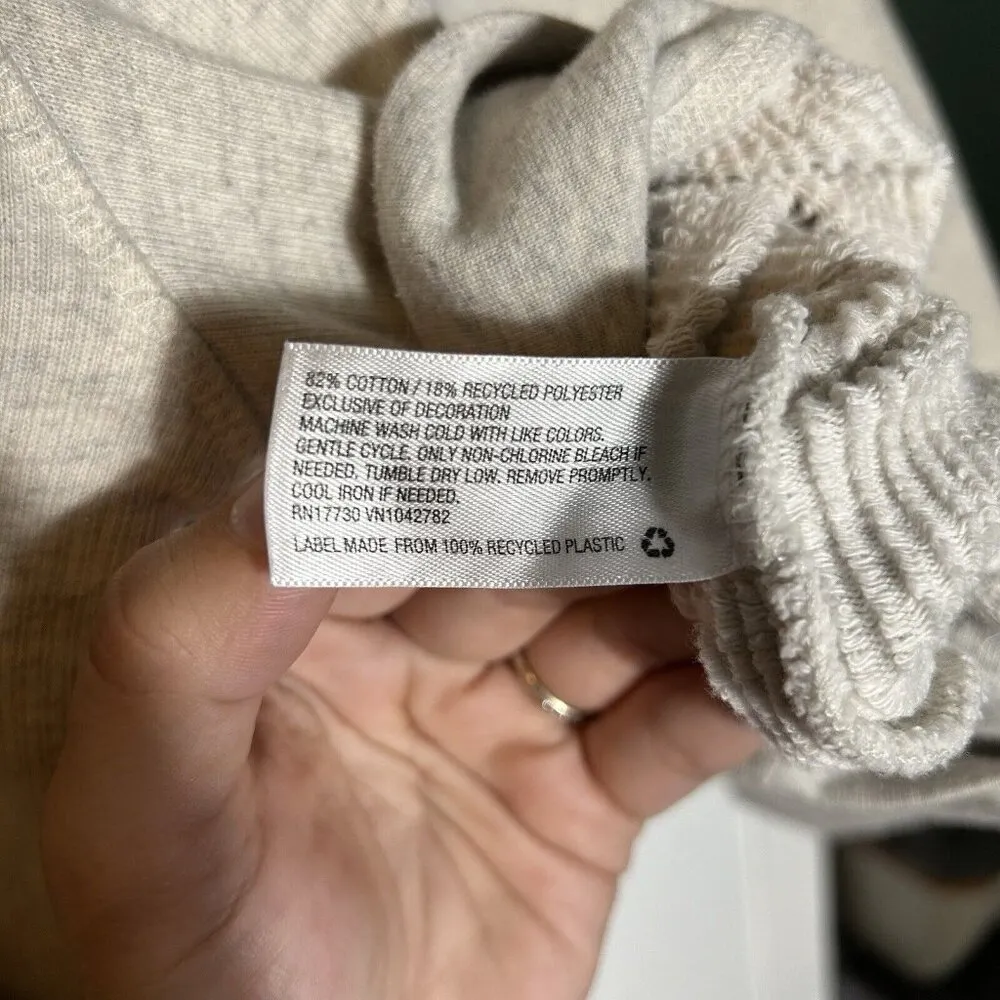 82% COTTON / 18% RECYCLED POLYESTER
EXCLUSIVE OF DECORATION
MACHINE WASH COLD WITH LIKE COLORS.
GENTLE CYCLE. ONLY NON-CHLORINE BLEACH IF
NEEDED. TUMBLE DRY LOW. REMOVE PROMPTLY.
COOL IRON IF NEEDED.
RN17730 VN1042782
LABEL MADE FROM 100% RECYCLED PLASTIC